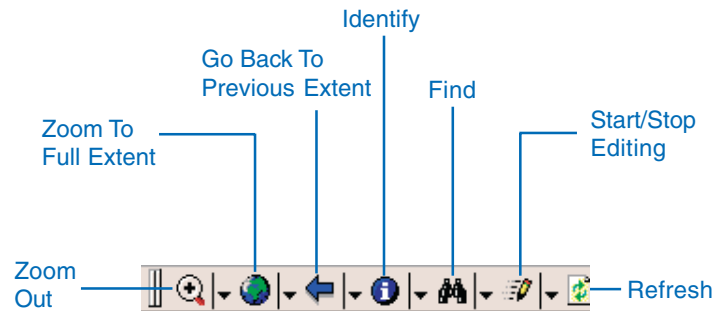 Identify
Go Back To
Previous Extent
Find
Zoom To
Full Extent
Start/Stop
Editing
Zoom
Out
Refresh